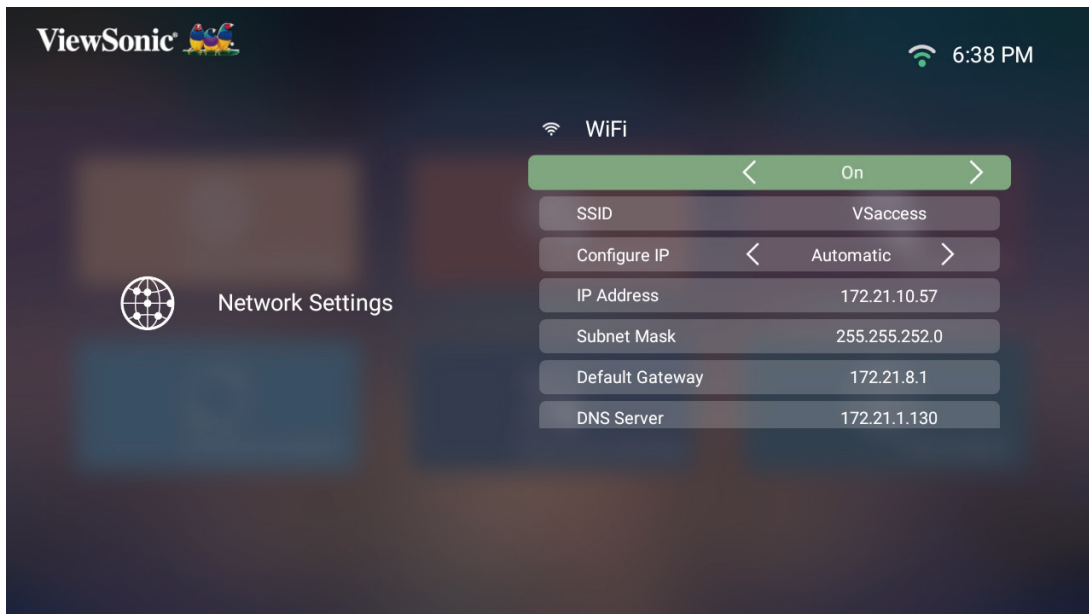 ViewSonic
6:38 PM
WiFi
On
SSID VSaccess
Configure IP Automatic
IP Address 172.21.10.57
Network Settings
Subnet Mask 255.255.252.0
Default Gateway 172.21.8.1
DNS Server 172.21.1.130